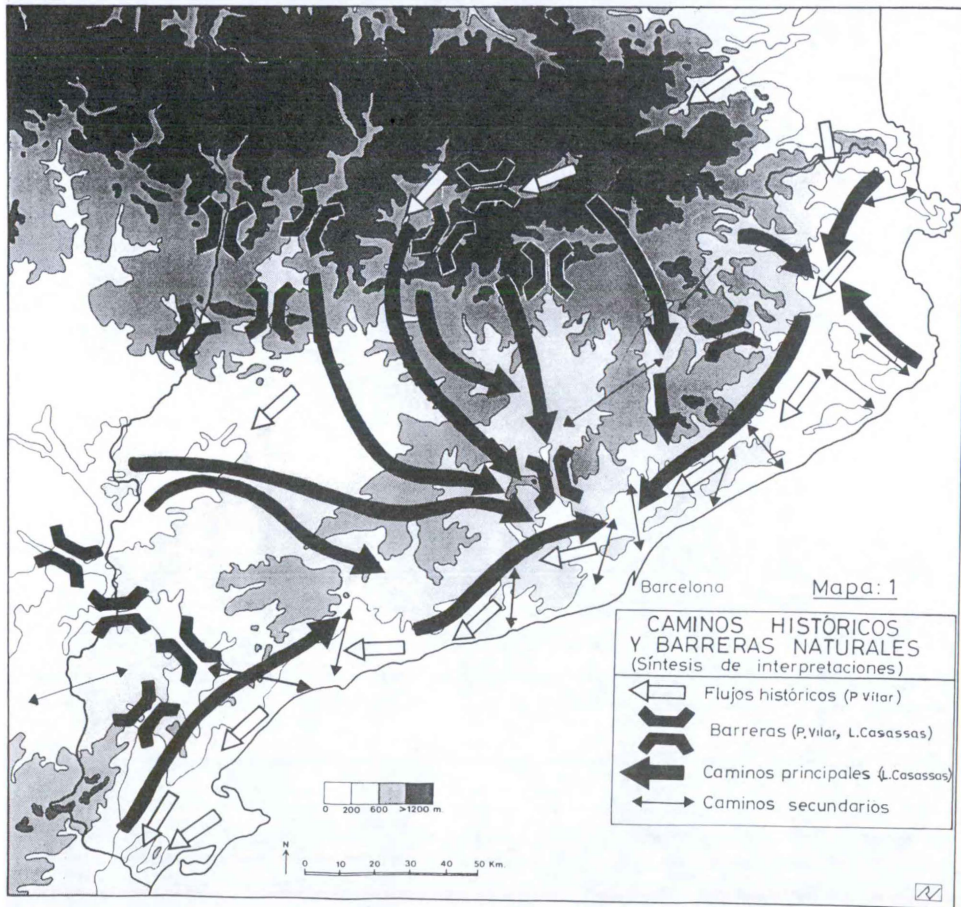 Barcelona
Mapa: 1
CAMINOS HISTÓRICOS
Y BARRERAS NATURALES
(Síntesis de interpretaciones)
Flujos históricos (P Vilar)
Barreras (P. Vilar, L. Casassas)
Caminos principales (L. Casassas)
Caminos secundarios
0 200 600 >1200 m.
N
0 10 20 30 40 50 Km.